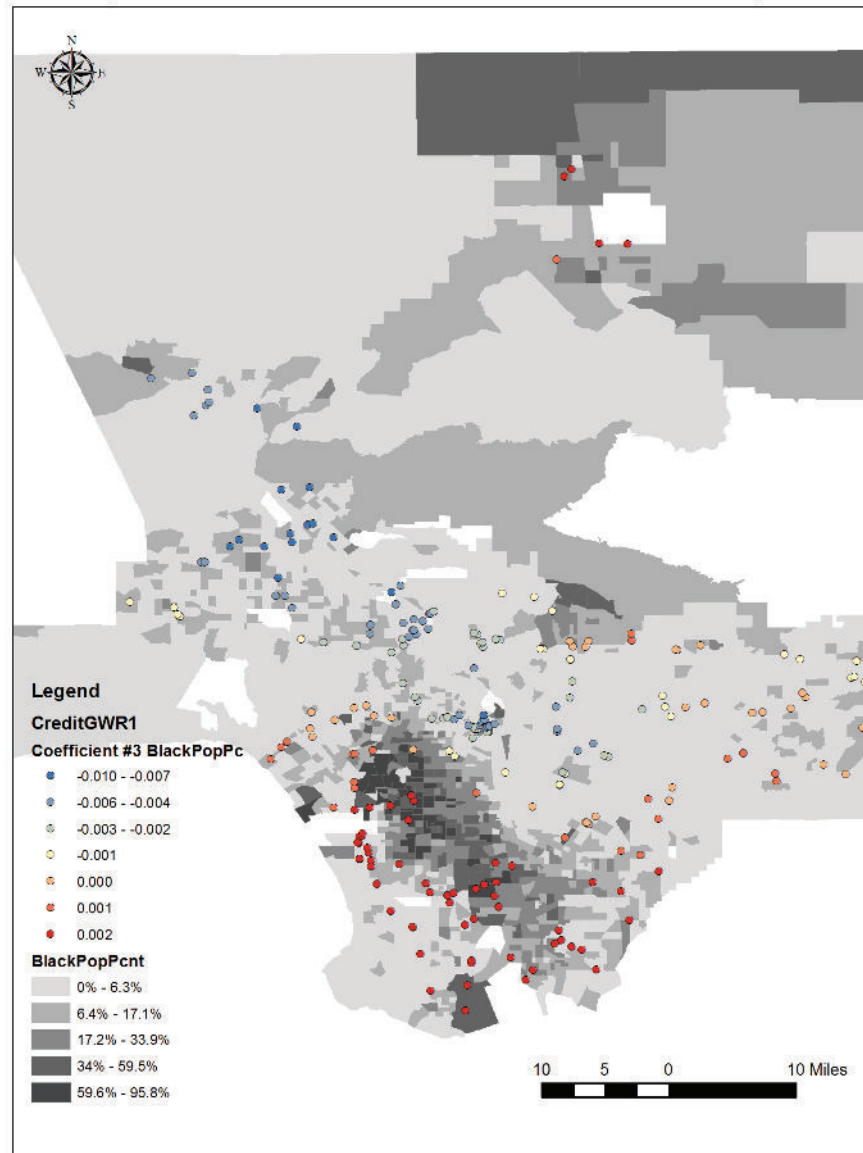 N
W E
S
Legend
CreditGWR1
Coefficient #3 BlackPopPc
-0.010 - -0.007
-0.006 - -0.004
-0.003 - -0.002
-0.001
0.000
0.001
0.002
BlackPopPcnt
0% - 6.3%
6.4% - 17.1%
17.2% - 33.9%
34% - 59.5%
59.6% - 95.8%
10 5 0 10 Miles